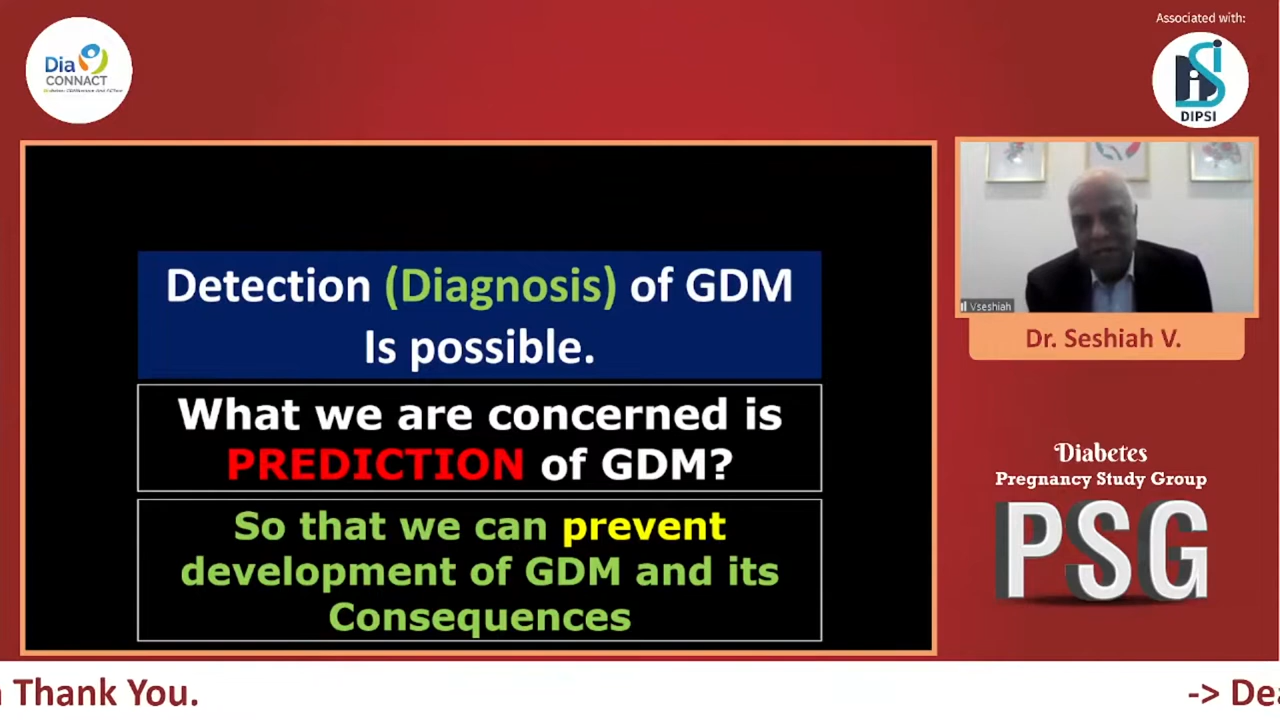 Dia
CONNACT
Associated with:
DIPSI
Detection (Diagnosis) of GDM
Is possible.
What we are concerned is
PREDICTION of GDM?
So that we can prevent
development of GDM and its
Consequences
Vseshiah
Dr. Seshiah V.
Diabetes
Pregnancy Study Group
PSG
Thank You. -> Dea